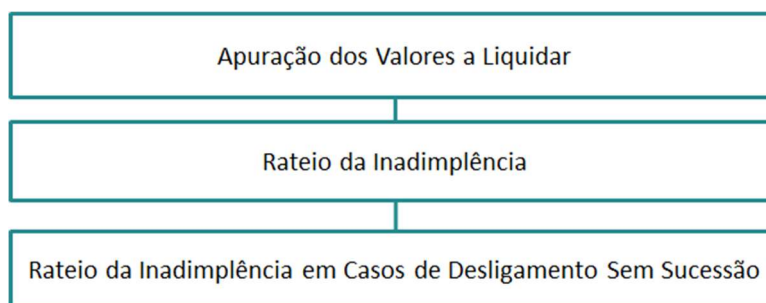 Apuração dos Valores a Liquidar
Rateio da Inadimplência
Rateio da Inadimplência em Casos de Desligamento Sem Sucessão